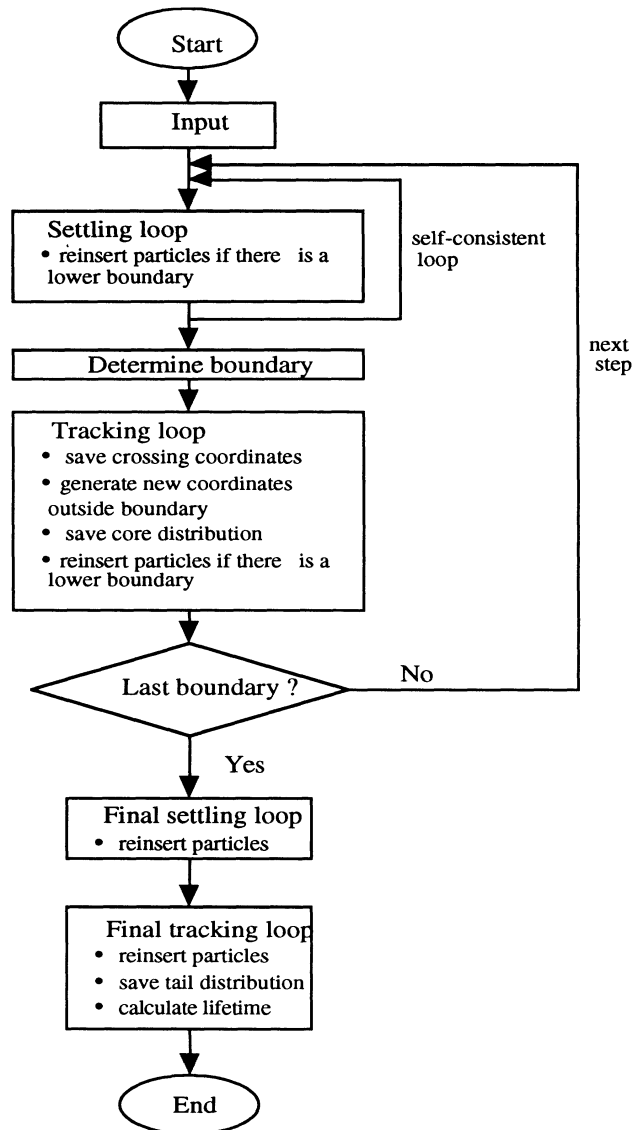 Start
Input
Settling loop
• reinsert particles if there is a
lower boundary
self-consistent
loop
Determine boundary
next
step
Tracking loop
• save crossing coordinates
• generate new coordinates
outside boundary
• save core distribution
• reinsert particles if there is a
lower boundary
Last boundary ?
No
Yes
Final settling loop
• reinsert particles
Final tracking loop
• reinsert particles
• save tail distribution
• calculate lifetime
End